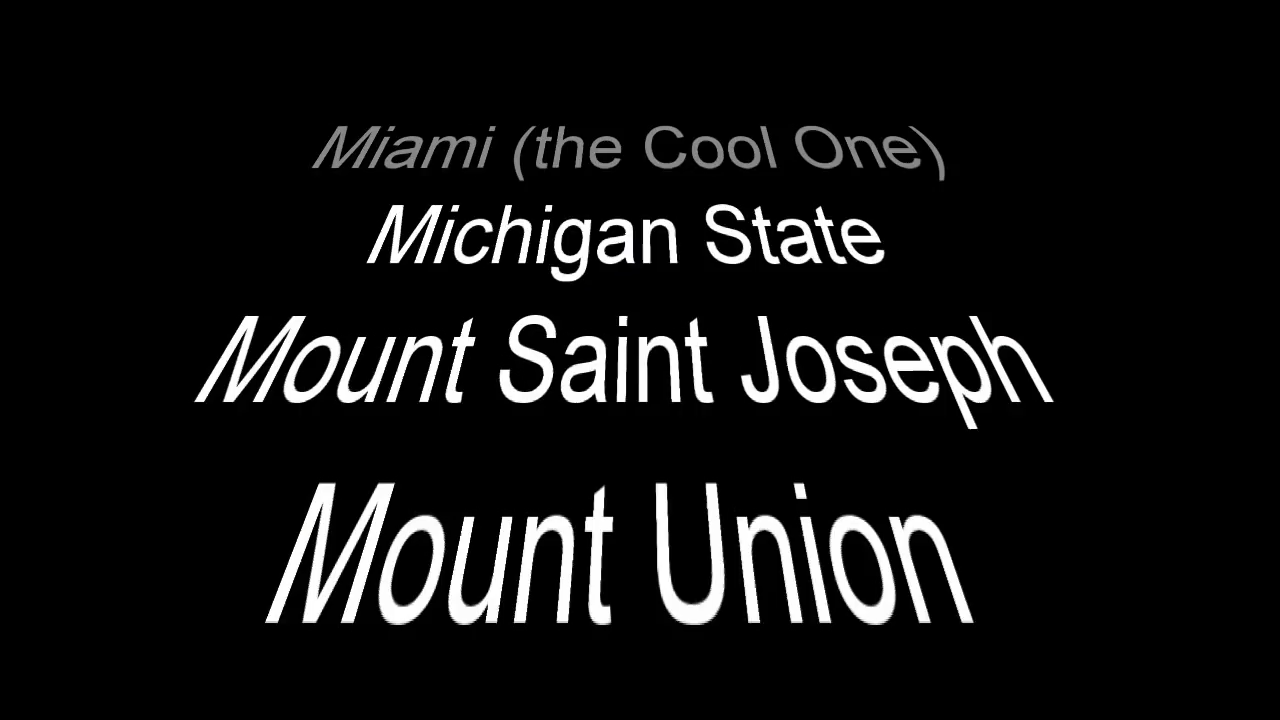 Miami (the Cool One)
Michigan State
Mount Saint Joseph
Mount Union